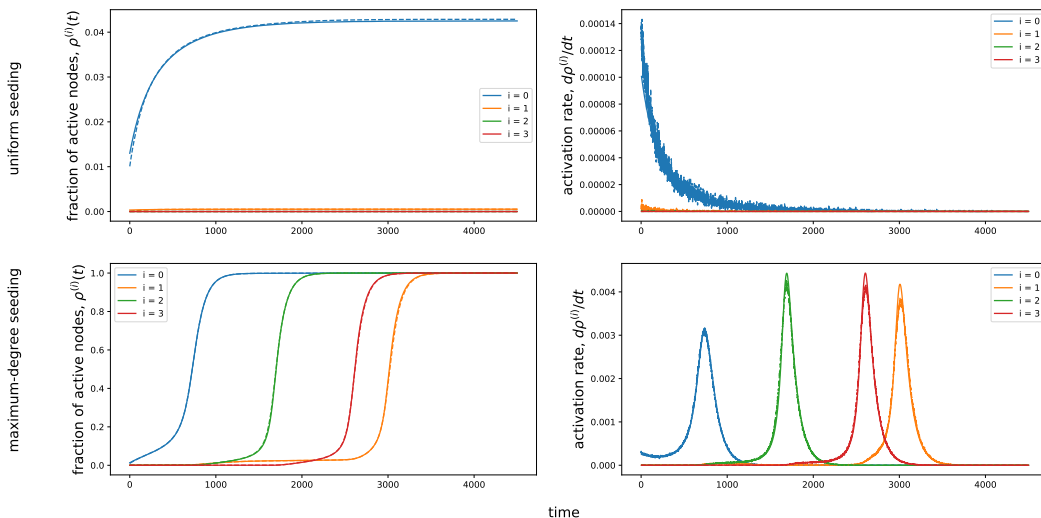 uniform seeding
fraction of active nodes, ρ^(i)(t)
0.04
0.03
0.02
0.01
0.00
0
1000
2000
3000
4000
i = 0
i = 1
i = 2
i = 3
activation rate, dρ^(i)/dt
0.00014
0.00012
0.00010
0.00008
0.00006
0.00004
0.00002
0.00000
0
1000
2000
3000
4000
i = 0
i = 1
i = 2
i = 3
maximum-degree seeding
fraction of active nodes, ρ^(i)(t)
1.0
0.8
0.6
0.4
0.2
0.0
0
1000
2000
3000
4000
i = 0
i = 1
i = 2
i = 3
activation rate, dρ^(i)/dt
0.004
0.003
0.002
0.001
0.000
0
1000
2000
3000
4000
i = 0
i = 1
i = 2
i = 3
time